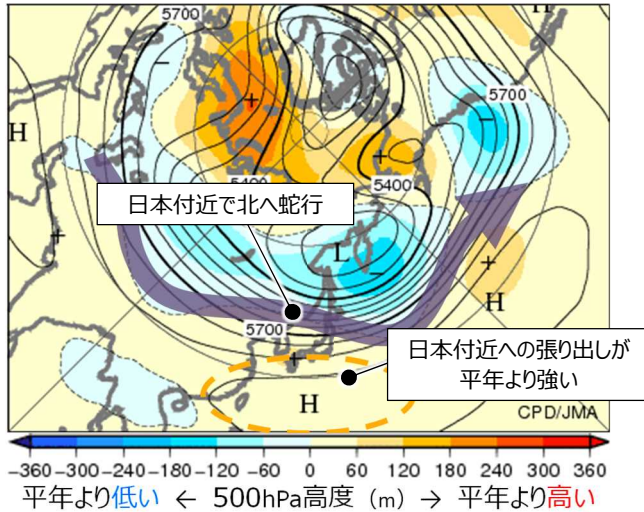 H
5700
H
5700
5400
5400
日本付近で北へ蛇行
L
H
5700
日本付近への張り出しが
平年より強い
H
CPD/JMA
-360 -300 -240 -180 -120 -60 0 60 120 180 240 300 360
平年より低い ← 500hPa高度（m）→ 平年より高い